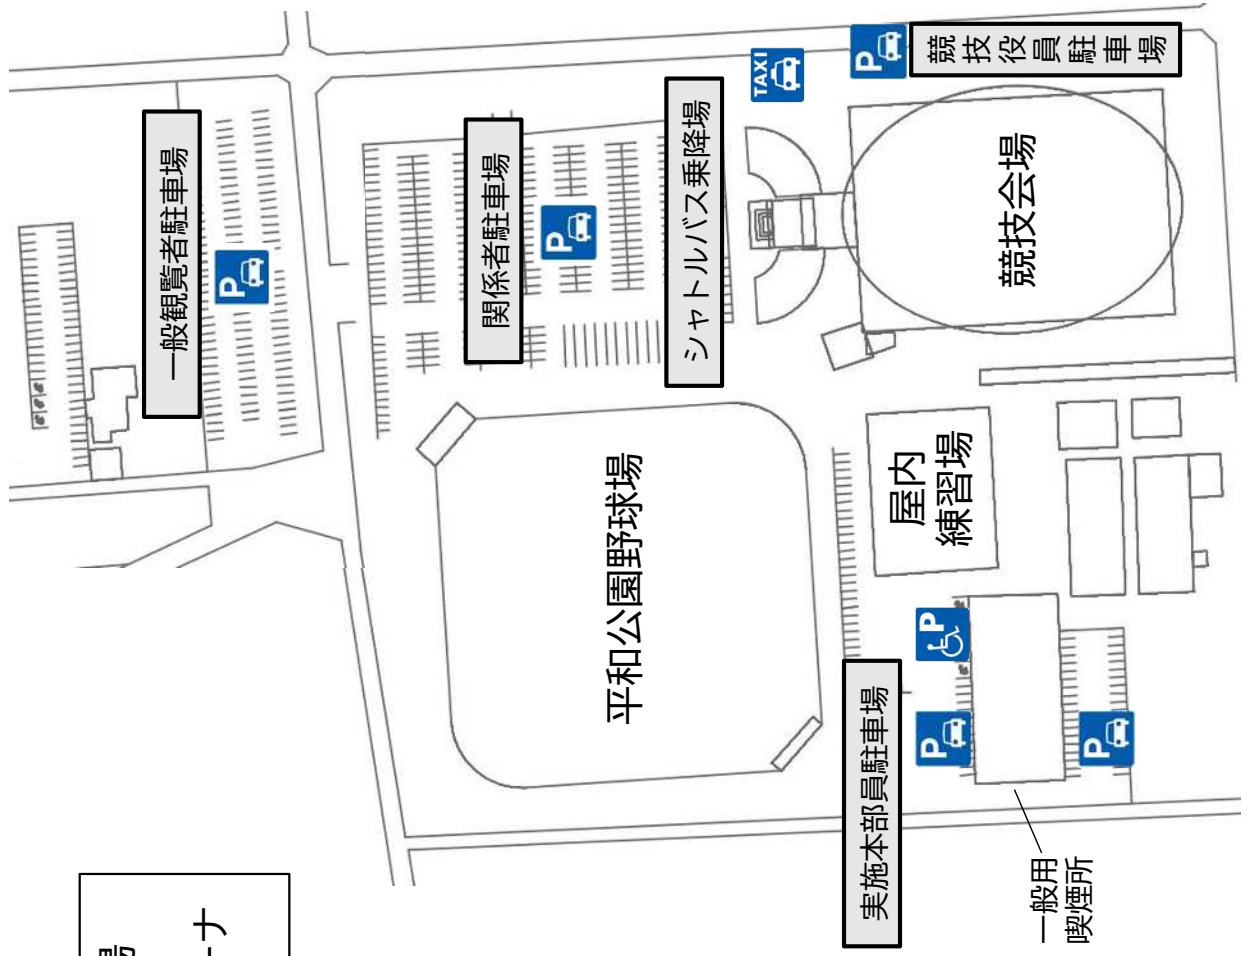 一般観覧者駐車場
P
関係者駐車場
P
シャトルバス乗降場
TAXI
P
競技役員駐車場
競技会場
平和公園野球場
屋内
練習場
P
実施本部員駐車場
P
P
一般用
喫煙所
場
ーナ